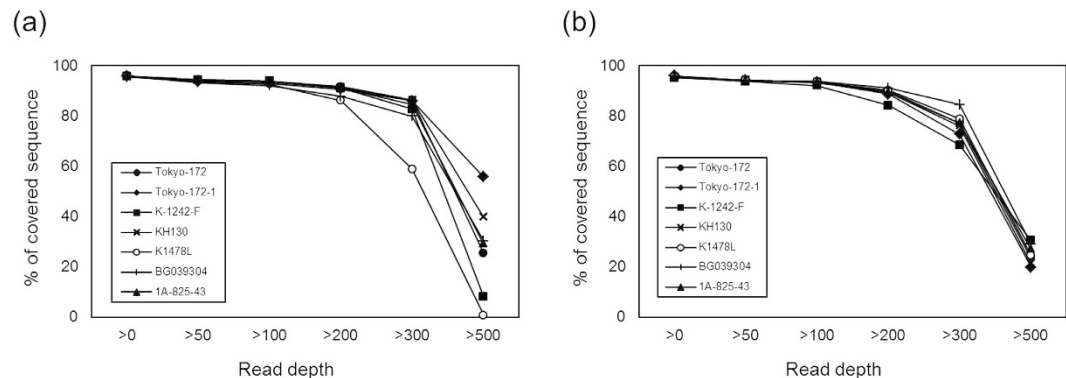 (a)
% of covered sequence
100
80
60
40
20
0
Tokyo-172
Tokyo-172-1
K-1242-F
KH130
K1478L
BG039304
1A-825-43
>0 >50 >100 >200 >300 >500
Read depth
(b)
% of covered sequence
100
80
60
40
20
0
Tokyo-172
Tokyo-172-1
K-1242-F
KH130
K1478L
BG039304
1A-825-43
>0 >50 >100 >200 >300 >500
Read depth